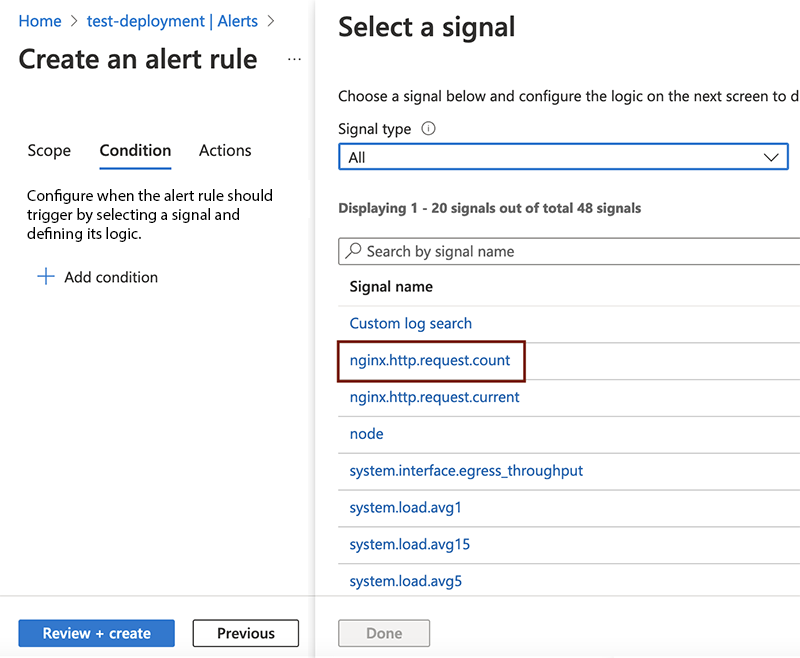 Home > test-deployment | Alerts >
Create an alert rule ...
Scope Condition Actions
Configure when the alert rule should
trigger by selecting a signal and
defining its logic.
+ Add condition
Review + create Previous
Select a signal
Choose a signal below and configure the logic on the next screen to d
Signal type
All
Displaying 1 - 20 signals out of total 48 signals
Search by signal name
Signal name
Custom log search
nginx.http.request.count
nginx.http.request.current
node
system.interface.egress_throughput
system.load.avg1
system.load.avg15
system.load.avg5
Done